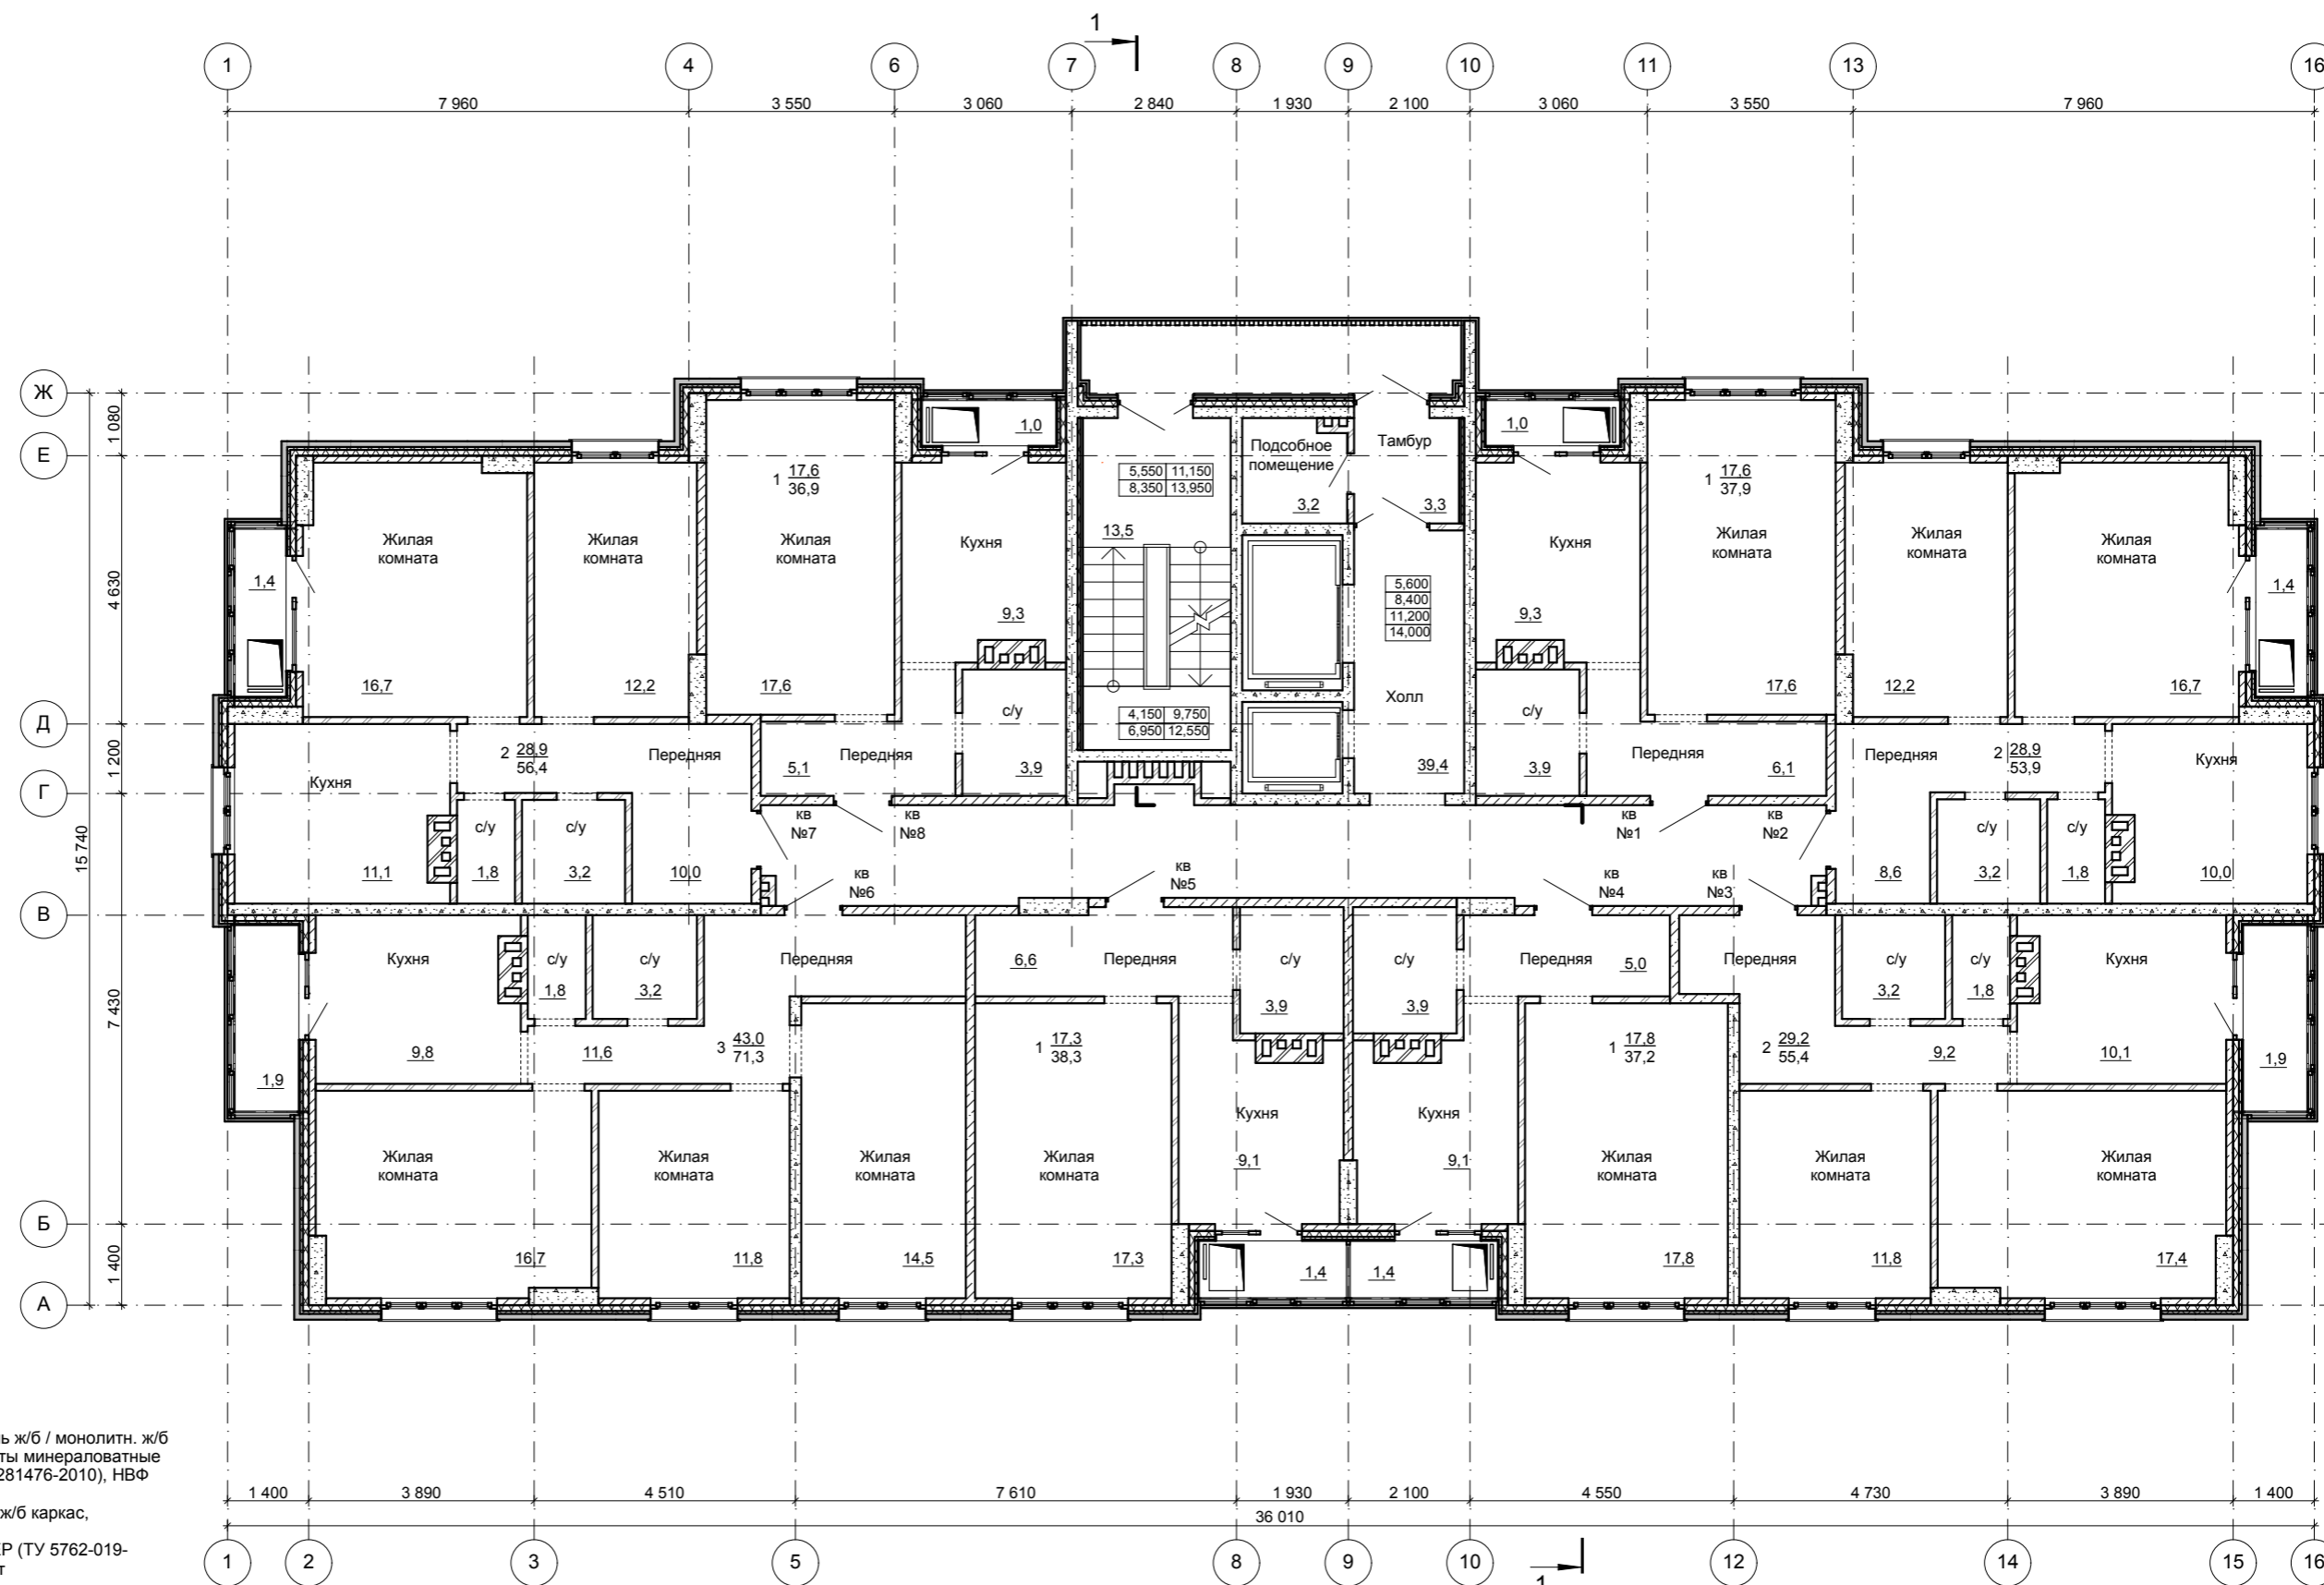 1
1 4 6 7 8 9 10 11 13 16
7 960 3 550 3 060 2 840 1 930 2 100 3 060 3 550 7 960
Ж
1 080
Е
4 630
Д
1 200
Г
15 740
В
7 430
Б
1 400
А
1,0
Подсобное
помещение
Тамбур
1,0
1 17,6
36,9
5,550 11,150
8,350 13,950
3,2
3,3
1 17,6
37,9
13,5
Жилая
комната
Жилая
комната
Жилая
комната
Кухня
Кухня
Жилая
комната
Жилая
комната
Жилая
комната
1,4
5,600
8,400
11,200
14,000
1,4
9,3
9,3
16,7
12,2
17,6
Холл
17,6
12,2
16,7
с/у
с/у
4,150 9,750
6,950 12,550
2 28,9
56,4
Передняя
Передняя
Передняя
Передняя
2 28,9
53,9
Кухня
Кухня
5,1
3,9
39,4
3,9
6,1
с/у
с/у
кв
№7
кв
№8
кв
№1
кв
№2
с/у
с/у
11,1
1,8
3,2
10,0
кв
№6
кв
№5
кв
№4
кв
№3
8,6
3,2
1,8
10,0
Кухня
с/у
с/у
Передняя
6,6
Передняя
с/у
с/у
Передняя
5,0
Передняя
с/у
с/у
Кухня
1,8
3,2
3,9
3,9
3,2
1,8
9,8
11,6
3 43,0
71,3
1 17,3
38,3
1 17,8
37,2
2 29,2
55,4
9,2
10,1
1,9
1,9
Кухня
Кухня
Жилая
комната
Жилая
комната
Жилая
комната
Жилая
комната
9,1
9,1
Жилая
комната
Жилая
комната
Жилая
комната
16,7
11,8
14,5
17,3
1,4
1,4
17,8
11,8
17,4
ь ж/б / монолитн. ж/б
ты минераловатные
281476-2010), НВФ
ж/б каркас,
ЕР (ТУ 5762-019-
т
1 400 3 890 4 510 7 610 1 930 2 100 4 550 4 730 3 890 1 400
36 010
1 2 3 5 8 9 10 12 14 15 16
1